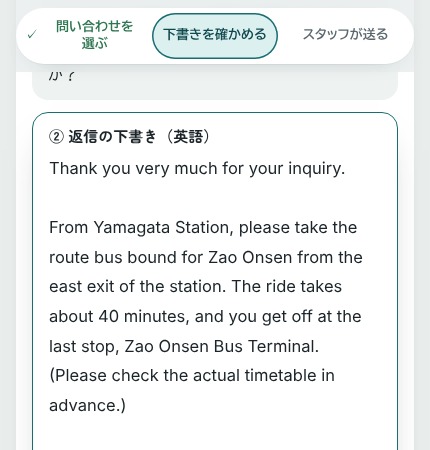 ✓ 問い合わせを
選ぶ
下書きを確かめる
スタッフが送る
か？
② 返信の下書き（英語）
Thank you very much for your inquiry.
From Yamagata Station, please take the
route bus bound for Zao Onsen from the
east exit of the station. The ride takes
about 40 minutes, and you get off at the
last stop, Zao Onsen Bus Terminal.
(Please check the actual timetable in
advance.)